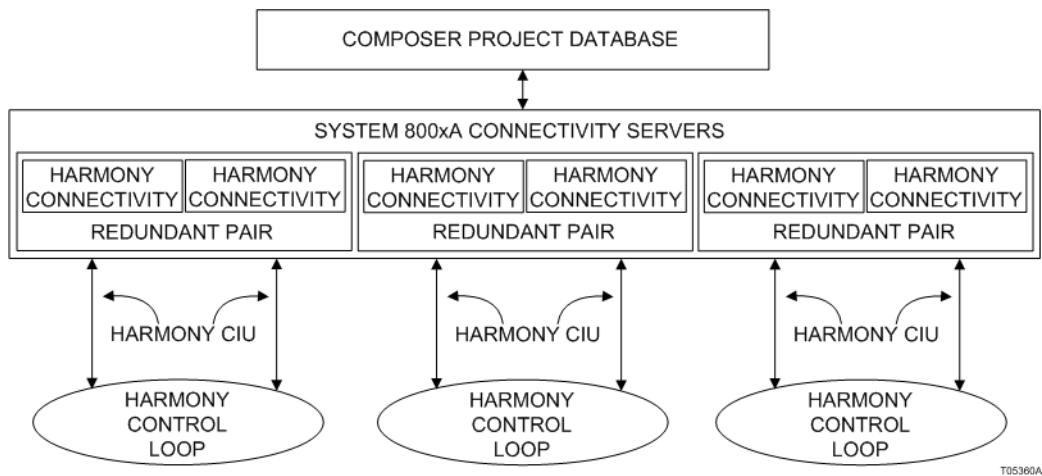 COMPOSER PROJECT DATABASE
SYSTEM 800xA CONNECTIVITY SERVERS
HARMONY
CONNECTIVITY
HARMONY
CONNECTIVITY
REDUNDANT PAIR
HARMONY
CONNECTIVITY
HARMONY
CONNECTIVITY
REDUNDANT PAIR
HARMONY
CONNECTIVITY
HARMONY
CONNECTIVITY
REDUNDANT PAIR
HARMONY CIU
HARMONY CIU
HARMONY CIU
HARMONY
CONTROL
LOOP
HARMONY
CONTROL
LOOP
HARMONY
CONTROL
LOOP
T05360A